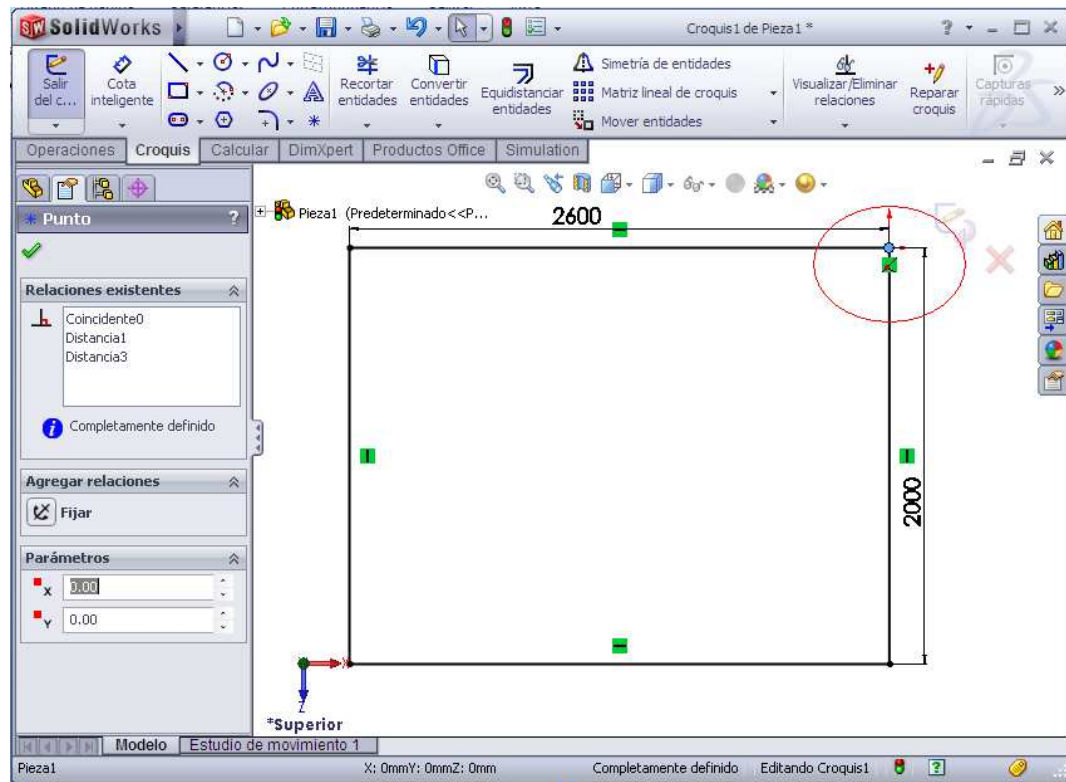 SolidWorks
Croquis1 de Pieza1 *
?
Salir del c...
Cota inteligente
Recortar entidades
Convertir entidades
Equidistanciar entidades
Simetría de entidades
Matriz lineal de croquis
Mover entidades
Visualizar/Eliminar relaciones
Reparar croquis
Capturas rápidas
»
Operaciones Croquis Calcular DimXpert Productos Office Simulation
Punto ?
Pieza1 (Predeterminado<<P...
2600
Relaciones existentes
Coincidente0
Distancia1
Distancia3
Completamente definido
Agregar relaciones
Fijar
Parámetros
X 0.00
Y 0.00
2000
X
Z
*Superior
Modelo Estudio de movimiento 1
Pieza1 X: 0mmY: 0mmZ: 0mm Completamente definido Editando Croquis1 ?